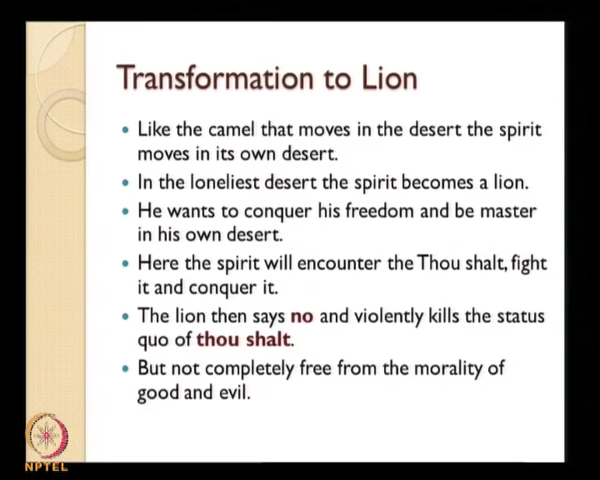 Transformation to Lion
• Like the camel that moves in the desert the spirit
moves in its own desert.
• In the loneliest desert the spirit becomes a lion.
• He wants to conquer his freedom and be master
in his own desert.
• Here the spirit will encounter the Thou shalt, fight
it and conquer it.
• The lion then says no and violently kills the status
quo of thou shalt.
• But not completely free from the morality of
good and evil.
NPTEL